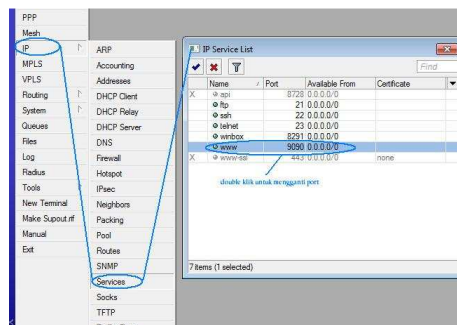 PPP
Mesh
IP
MPLS
VPLS
Routing
System
Queues
Files
Log
Radius
Tools
New Terminal
Make Supout.rif
Manual
Exit
ARP
Accounting
Addresses
DHCP Client
DHCP Relay
DHCP Server
DNS
Firewall
Hotspot
IPsec
Neighbors
Packing
Pool
Routes
SNMP
Services
Socks
TFTP
IP Service List
Find
Name / Port Available From Certificate
X api 8728 0.0.0.0/0
ftp 21 0.0.0.0/0
ssh 22 0.0.0.0/0
telnet 23 0.0.0.0/0
winbox 8291 0.0.0.0/0
www 9090 0.0.0.0/0
X www-ssl 443 0.0.0.0/0 none
double klik untuk mengganti port
7 items (1 selected)